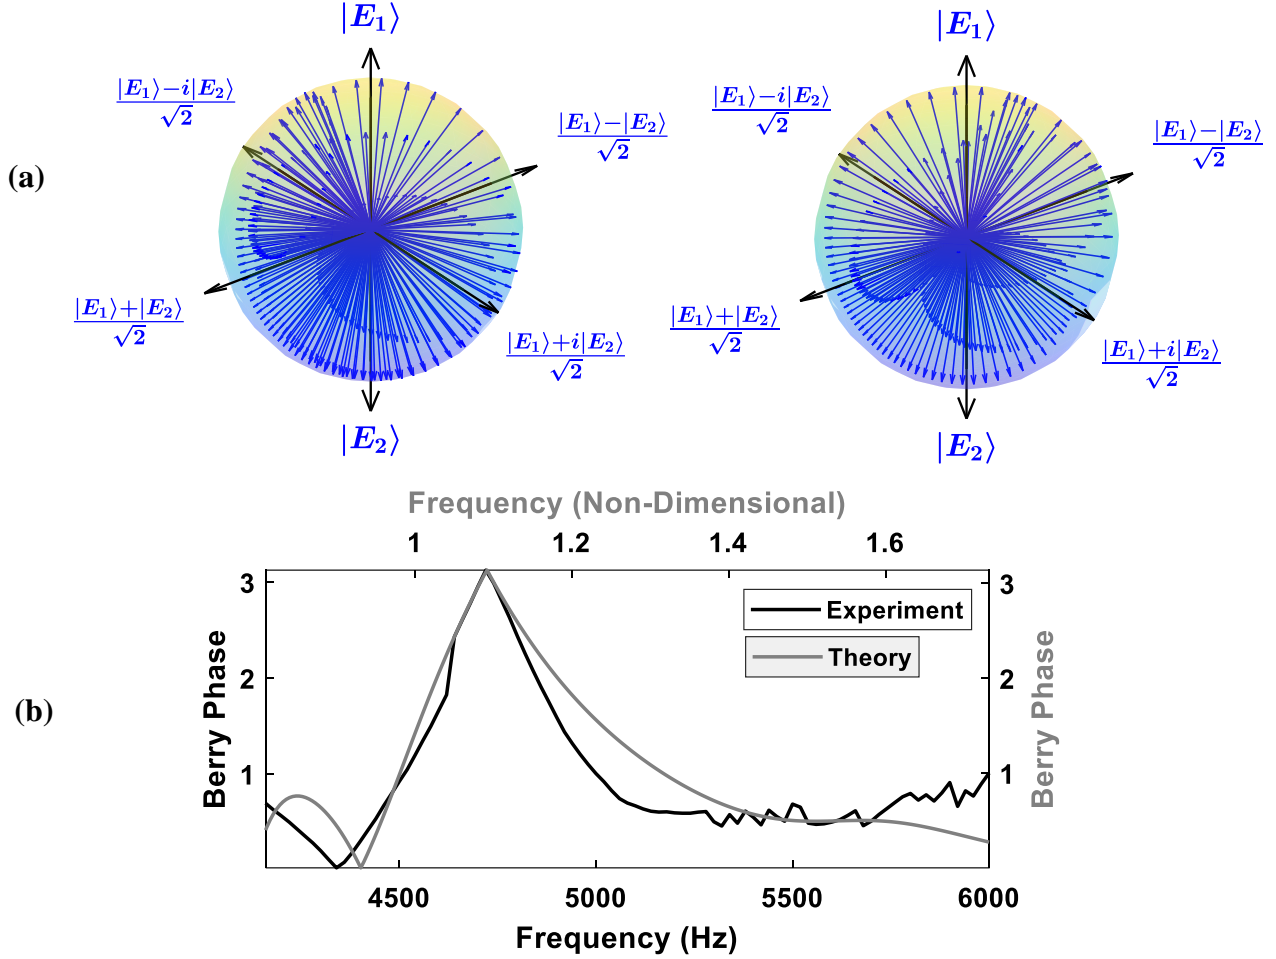 |E₁⟩
|E₁⟩
|E₁⟩−i|E₂⟩
√2
|E₁⟩−|E₂⟩
√2
|E₁⟩−i|E₂⟩
√2
|E₁⟩−|E₂⟩
√2
(a)
|E₁⟩+|E₂⟩
√2
|E₁⟩+i|E₂⟩
√2
|E₁⟩+|E₂⟩
√2
|E₁⟩+i|E₂⟩
√2
|E₂⟩
|E₂⟩
Frequency (Non-Dimensional)
1 1.2 1.4 1.6
(b)
Berry Phase
3
2
1
Experiment
Theory
3
2
1
Berry Phase
4500 5000 5500 6000
Frequency (Hz)